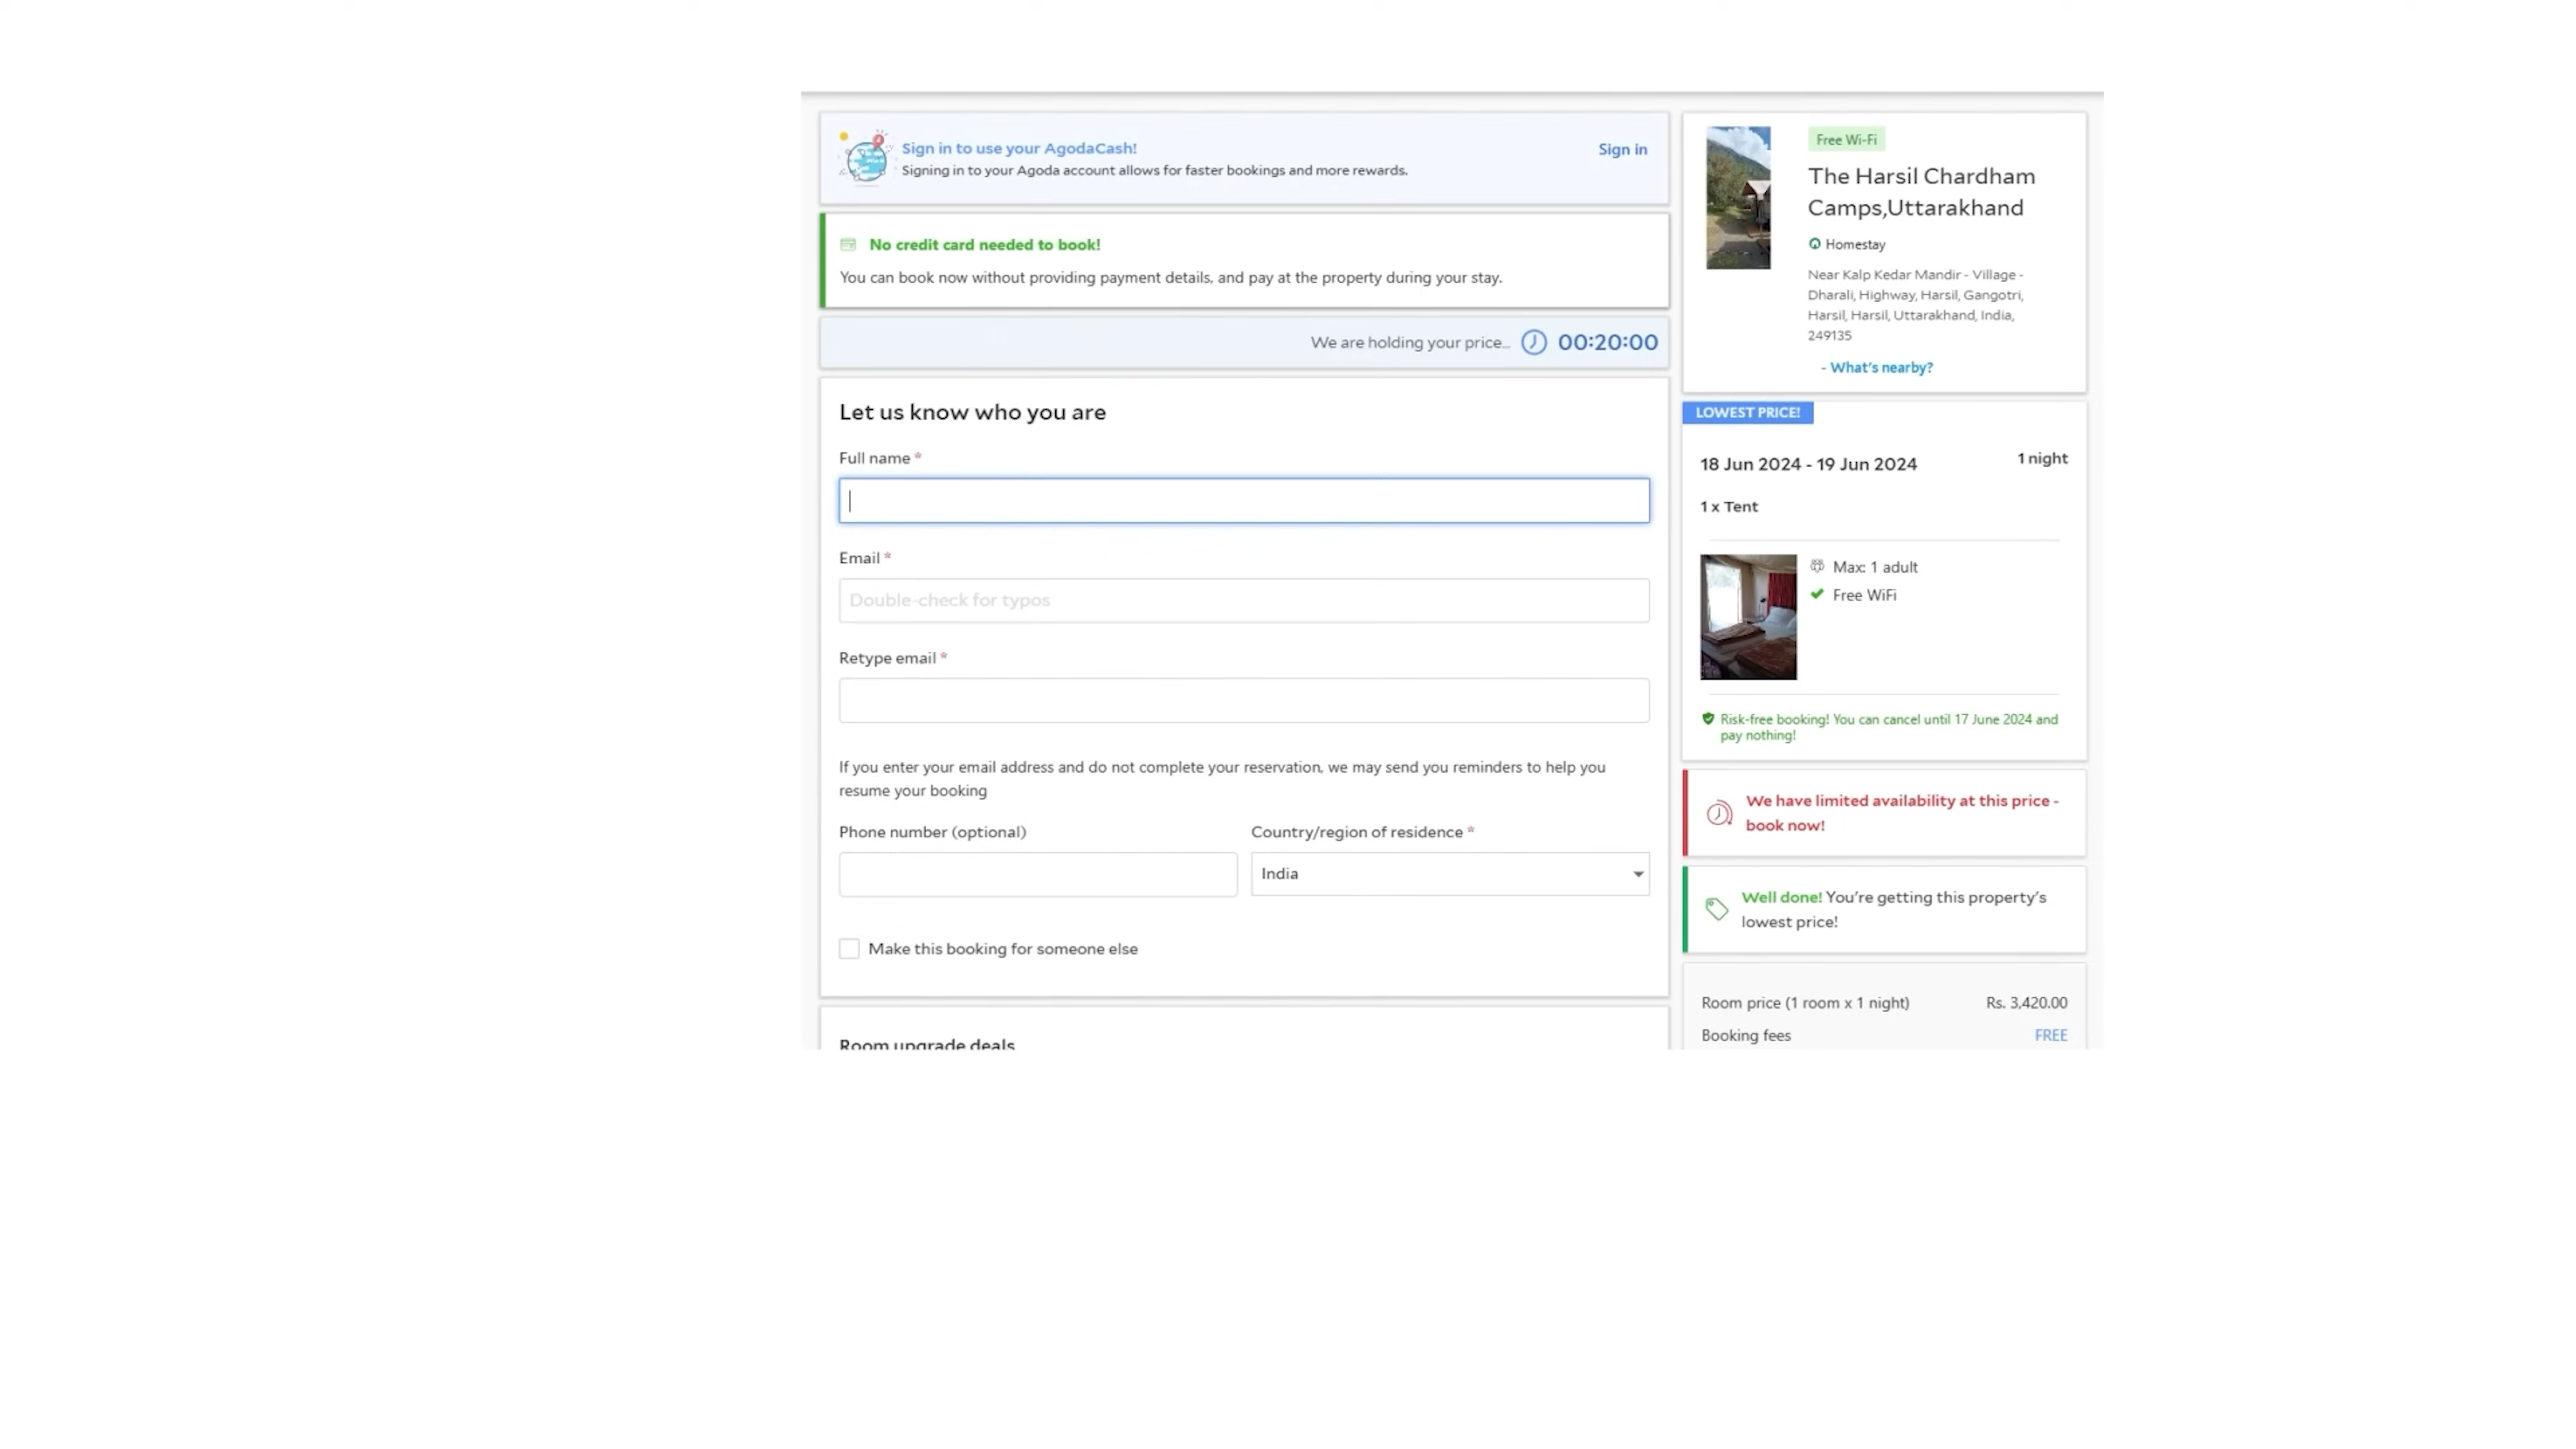 Sign in to use your AgodaCash!
Signing in to your Agoda account allows for faster bookings and more rewards.
Sign in
No credit card needed to book!
You can book now without providing payment details, and pay at the property during your stay.
We are holding your price... 00:20:00
Let us know who you are
Full name *
Email *
Double-check for typos
Retype email *
If you enter your email address and do not complete your reservation, we may send you reminders to help you
resume your booking
Phone number (optional)
Country/region of residence *
India
Make this booking for someone else
Room upgrade deals
Free Wi-Fi
The Harsil Chardham
Camps,Uttarakhand
Homestay
Near Kalp Kedar Mandir - Village -
Dharali, Highway, Harsil, Gangotri,
Harsil, Harsil, Uttarakhand, India,
249135
- What's nearby?
LOWEST PRICE!
18 Jun 2024 - 19 Jun 2024 1 night
1 x Tent
Max: 1 adult
Free WiFi
Risk-free booking! You can cancel until 17 June 2024 and
pay nothing!
We have limited availability at this price -
book now!
Well done! You're getting this property's
lowest price!
Room price (1 room x 1 night) Rs. 3,420.00
Booking fees FREE